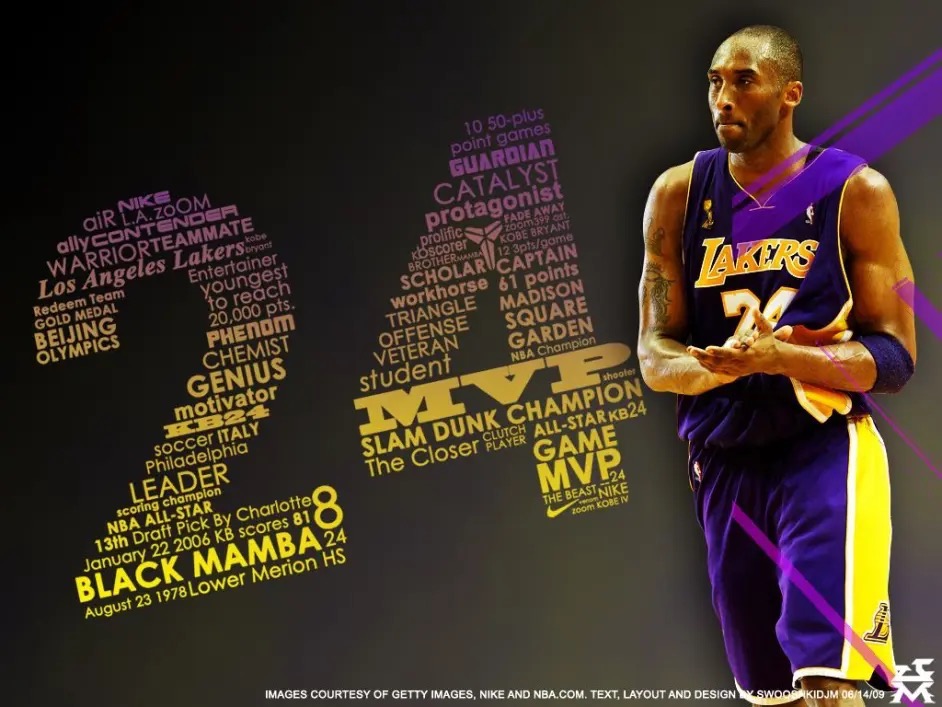 NIKE
aiR L.A. ZOOM
ally CONTENDER
WARRIOR TEAMMATE
Los Angeles Lakers kobe bryant
Redeem Team
GOLD MEDAL
BEIJING
OLYMPICS
Entertainer
youngest
to reach
20,000 pts.
PHENOM
CHEMIST
GENIUS
motivator
KB24
soccer ITALY
Philadelphia
LEADER
scoring champion
NBA ALL-STAR
13th Draft Pick By Charlotte 8
January 22 2006 KB scores 81
BLACK MAMBA 24
August 23 1978 Lower Merion HS
10 50-plus
point games
GUARDIAN
CATALYST
protagonist
prolific
scorer
BROTHER MAMBA
SCHOLAR
workhorse
TRIANGLE
OFFENSE
VETERAN
student
FADE AWAY
KOBE BRYANT
12 3pts/game
CAPTAIN
61 points
MADISON
SQUARE
GARDEN
NBA Champion
MVP shooter
SLAM DUNK CHAMPION
The Closer CLUTCH PLAYER
ALL-STAR KB24
GAME
MVP
THE BEAST 24
venom NIKE
zoom KOBE IV
LAKERS
24
IMAGES COURTESY OF GETTY IMAGES, NIKE AND NBA.COM. TEXT, LAYOUT AND DESIGN BY SWOOSHKIDJM 06/14/09